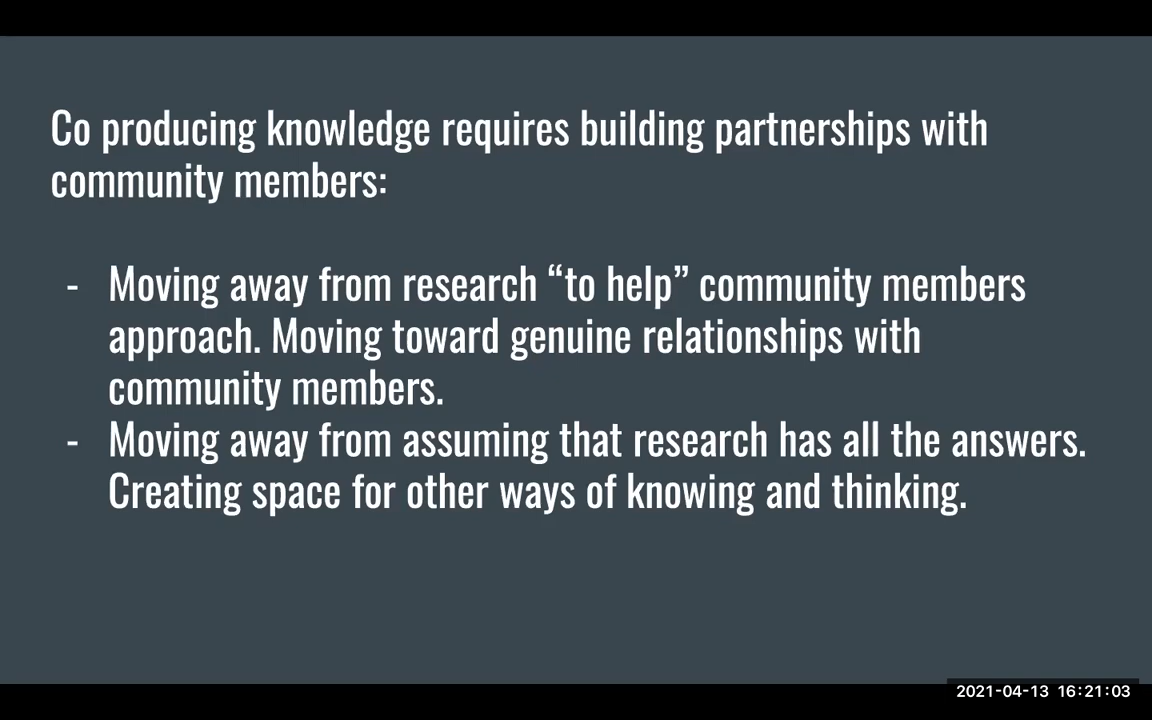 Co producing knowledge requires building partnerships with
community members:
- Moving away from research “to help” community members
approach. Moving toward genuine relationships with
community members.
- Moving away from assuming that research has all the answers.
Creating space for other ways of knowing and thinking.
2021-04-13 16:21:03